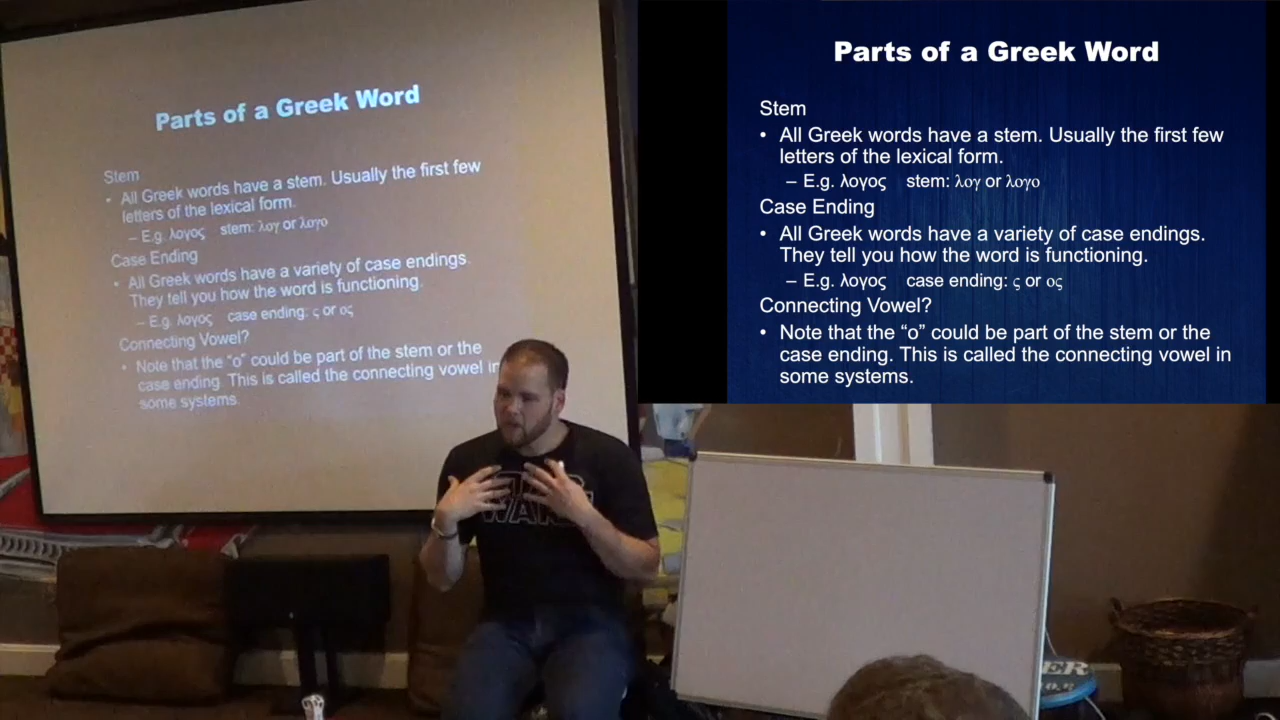 Parts of a Greek Word
Stem
• All Greek words have a stem. Usually the first few
letters of the lexical form.
– E.g. λογος stem: λογ or λογο
Case Ending
• All Greek words have a variety of case endings.
They tell you how the word is functioning.
– E.g. λογος case ending: ς or ος
Connecting Vowel?
• Note that the “o” could be part of the stem or the
case ending. This is called the connecting vowel in
some systems.
Parts of a Greek Word
Stem
• All Greek words have a stem. Usually the first few
letters of the lexical form.
– E.g. λογος stem: λογ or λογο
Case Ending
• All Greek words have a variety of case endings.
They tell you how the word is functioning.
– E.g. λογος case ending: ς or ος
Connecting Vowel?
• Note that the “o” could be part of the stem or the
case ending. This is called the connecting vowel in
some systems.